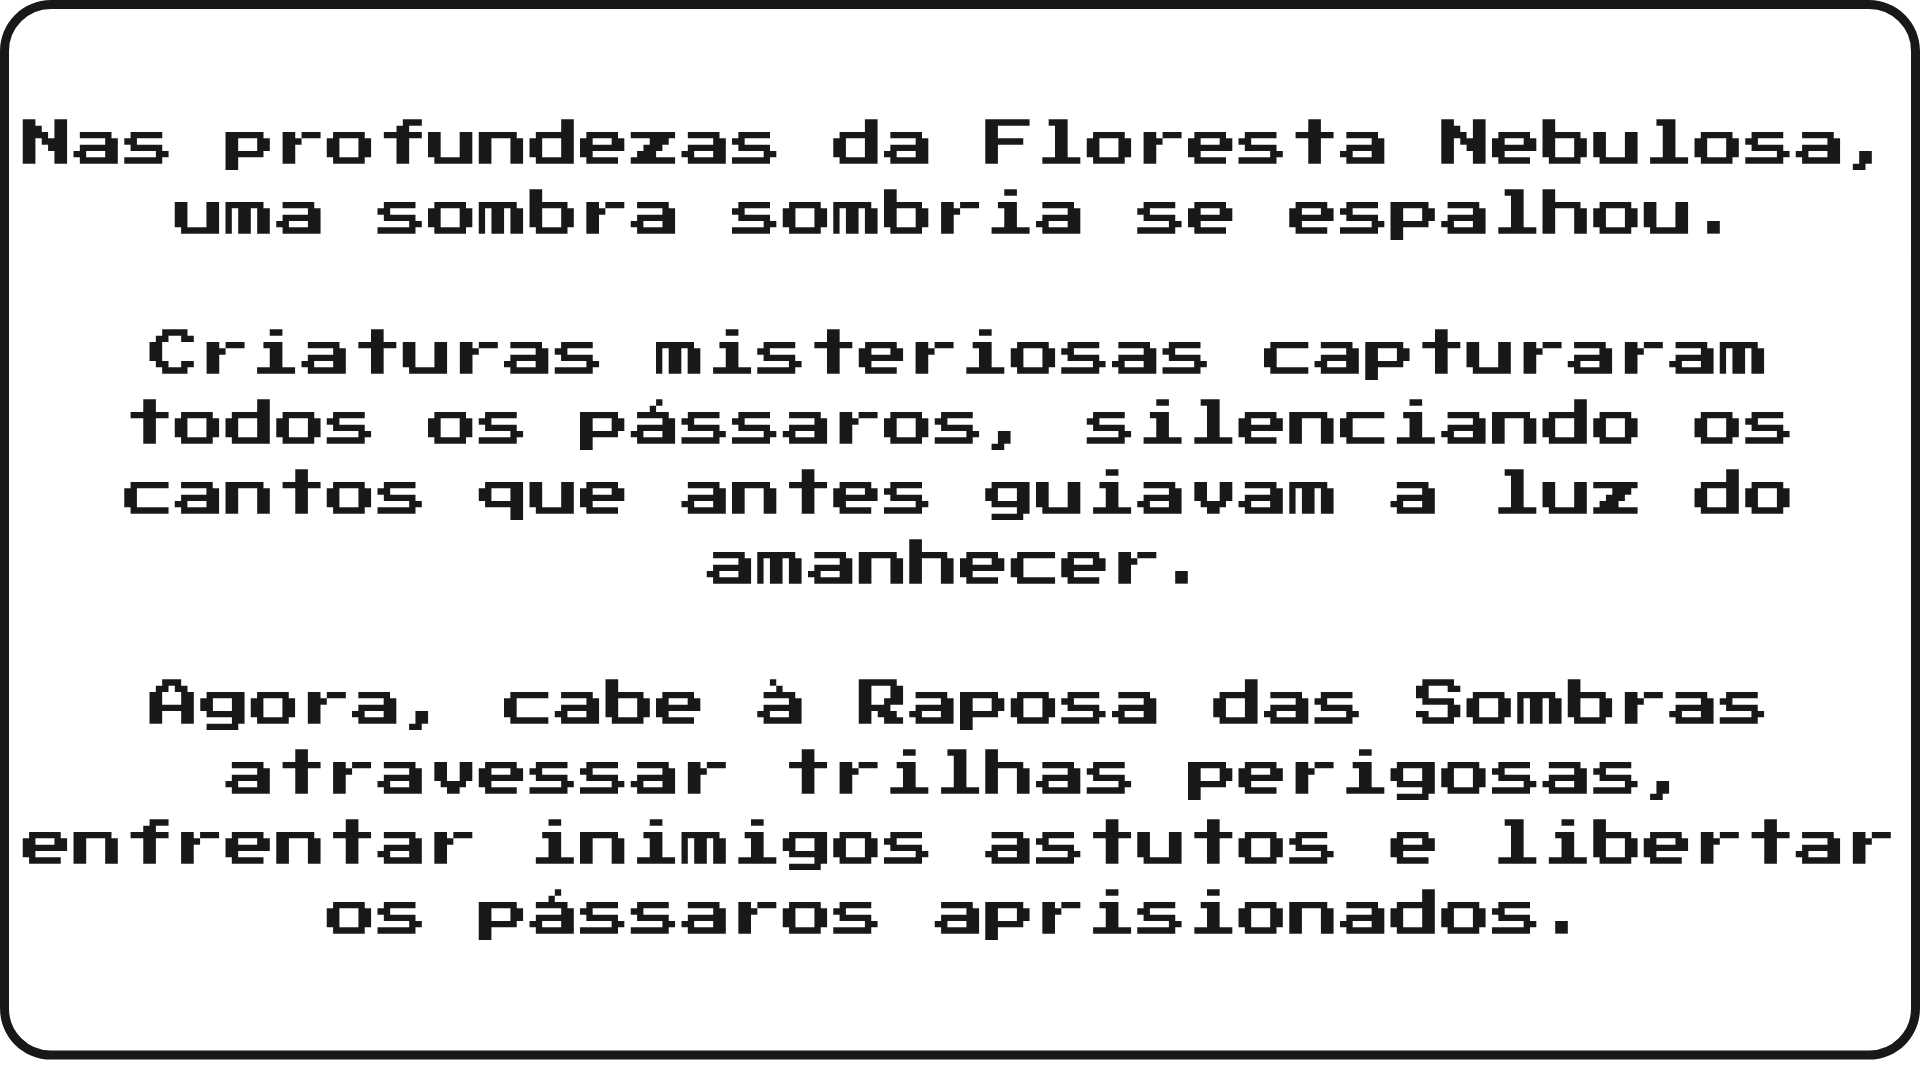 Nas profundezas da Floresta Nebulosa,
uma sombra sombria se espalhou.
Criaturas misteriosas capturaram
todos os pássaros, silenciando os
cantos que antes guiavam a luz do
amanhecer.
Agora, cabe à Raposa das Sombras
atravessar trilhas perigosas,
enfrentar inimigos astutos e libertar
os pássaros aprisionados.